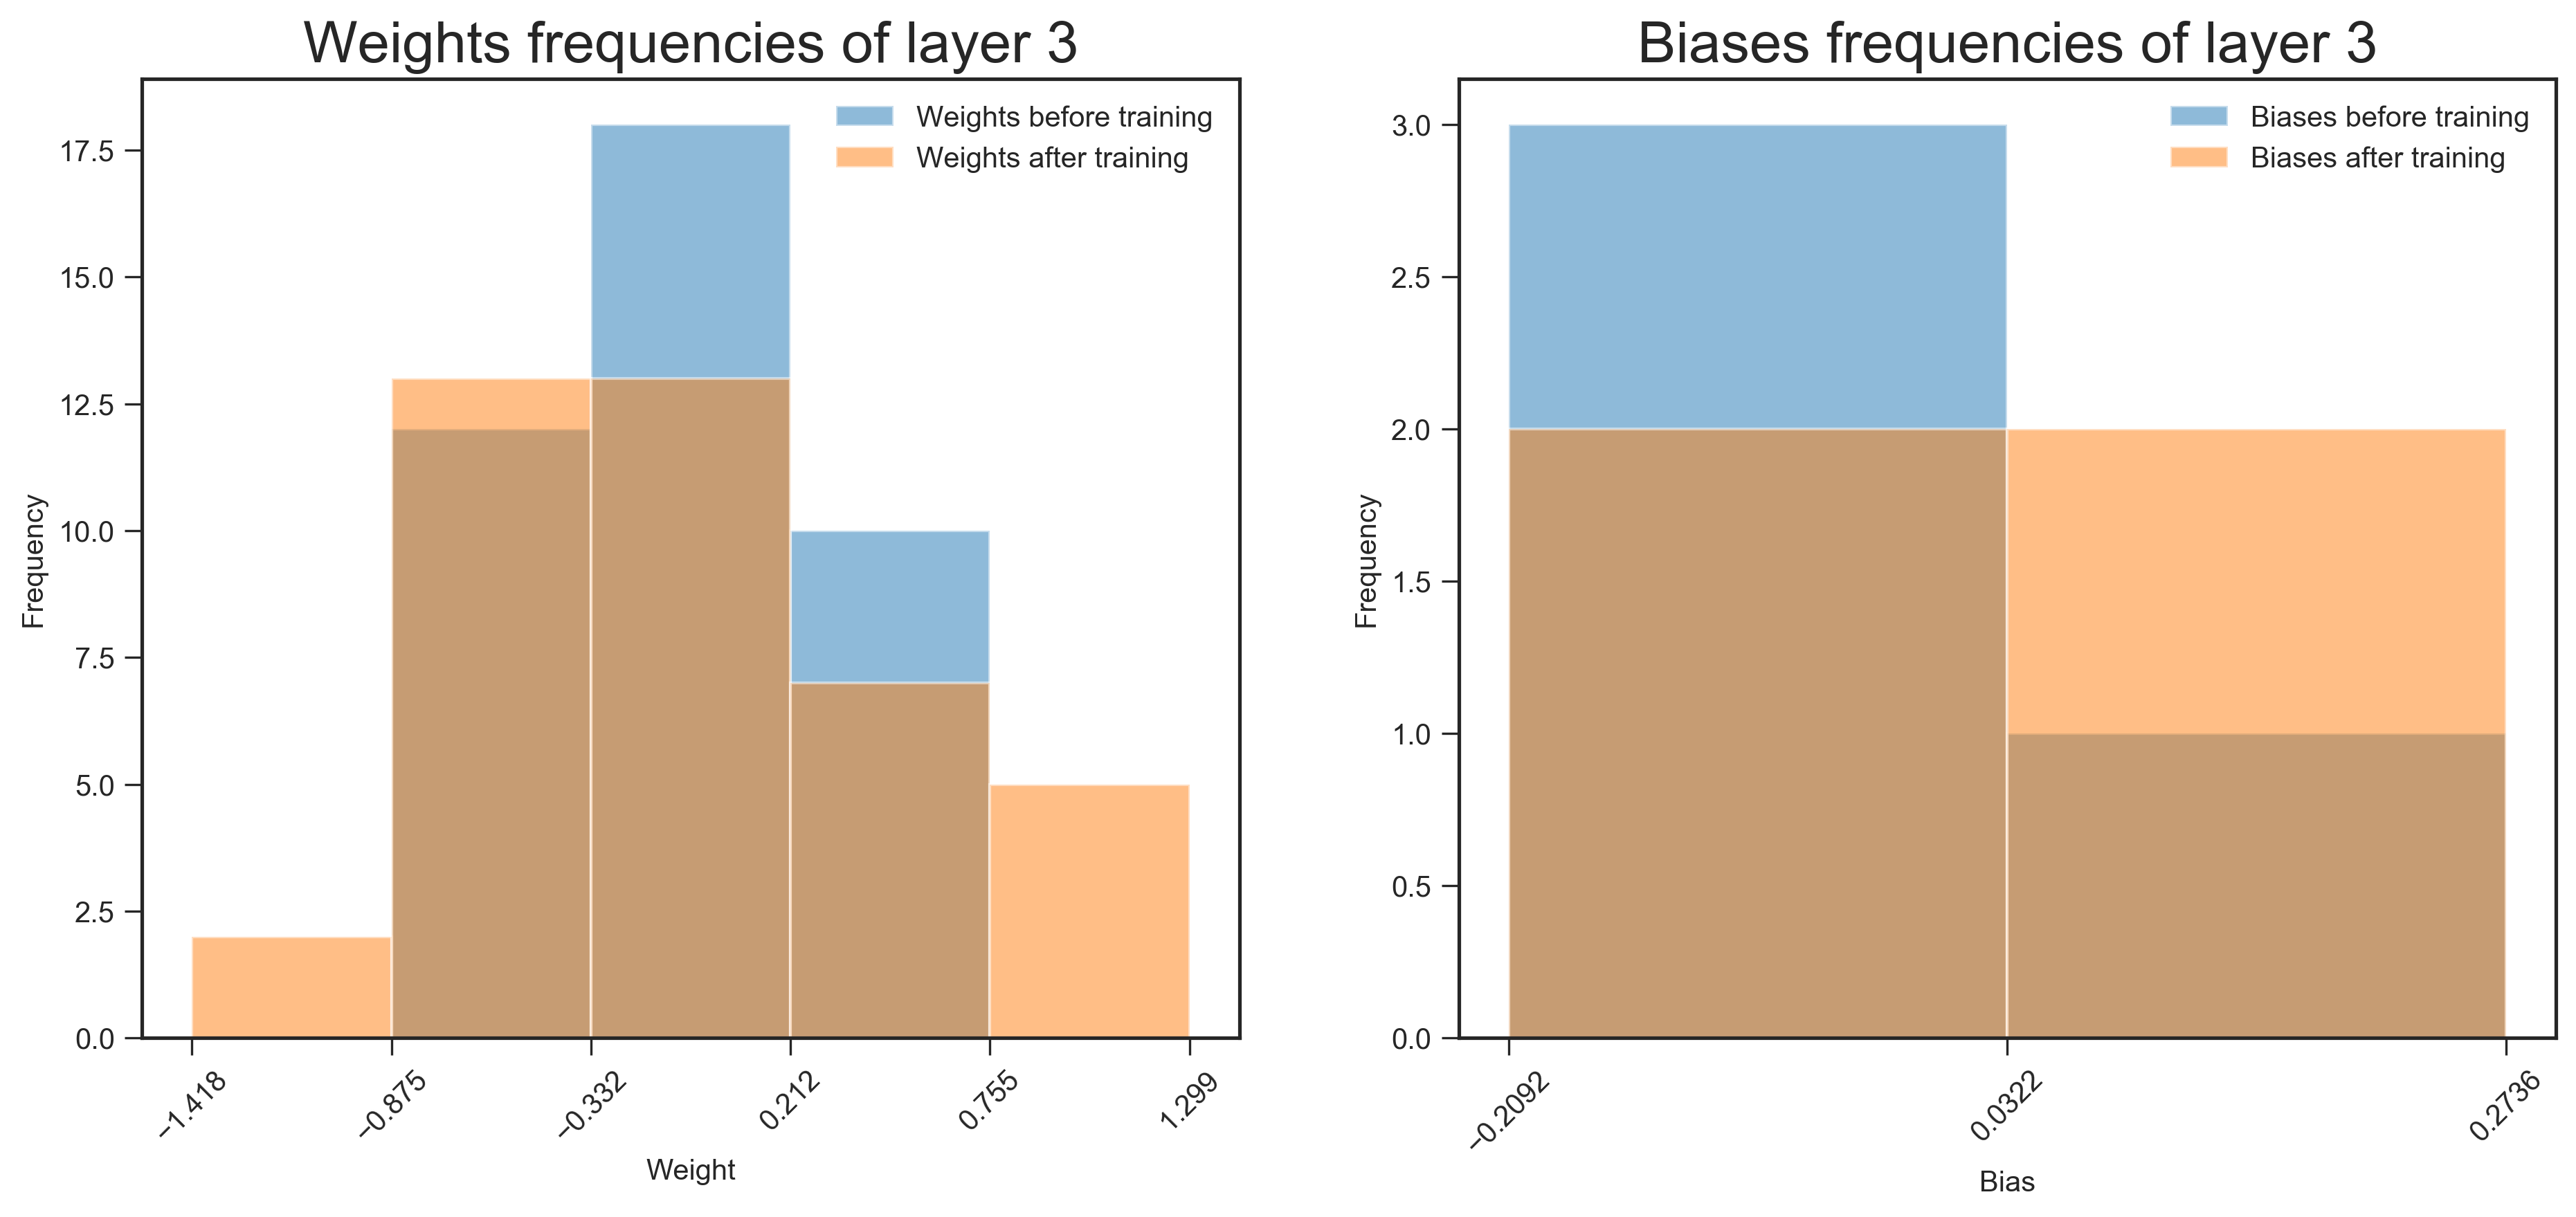 Weights frequencies of layer 3
Weights before training
Weights after training
17.5
15.0
12.5
10.0
7.5
5.0
2.5
0.0
Frequency
−1.418
−0.875
−0.332
0.212
0.755
1.299
Weight
Biases frequencies of layer 3
Biases before training
Biases after training
3.0
2.5
2.0
1.5
1.0
0.5
0.0
Frequency
−0.2092
0.0322
0.2736
Bias